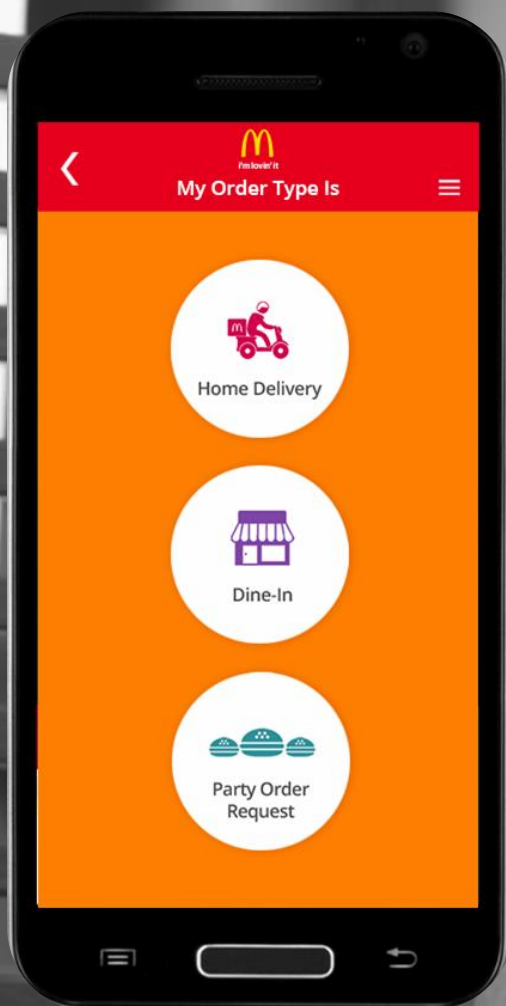 i'm lovin' it
My Order Type Is
Home Delivery
Dine-In
Party Order
Request